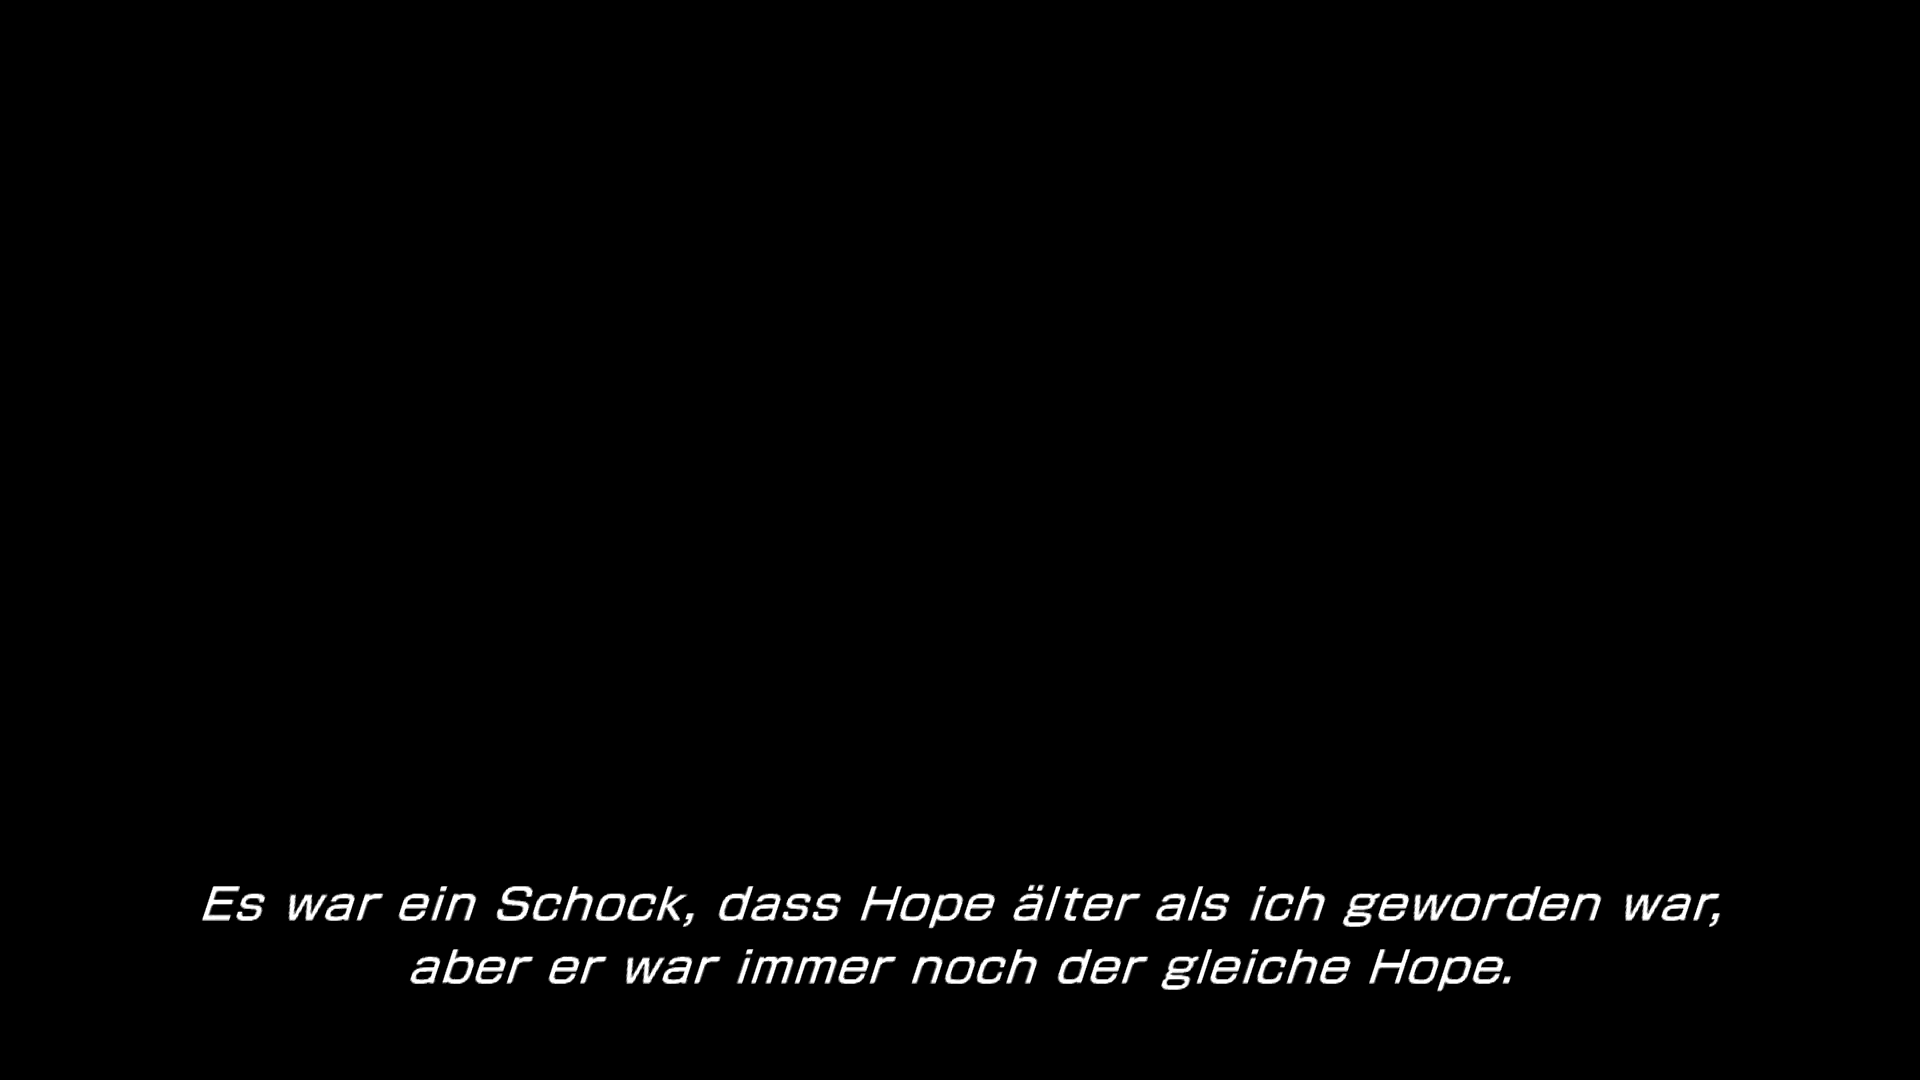 Es war ein Schock, dass Hope älter als ich geworden war,
aber er war immer noch der gleiche Hope.